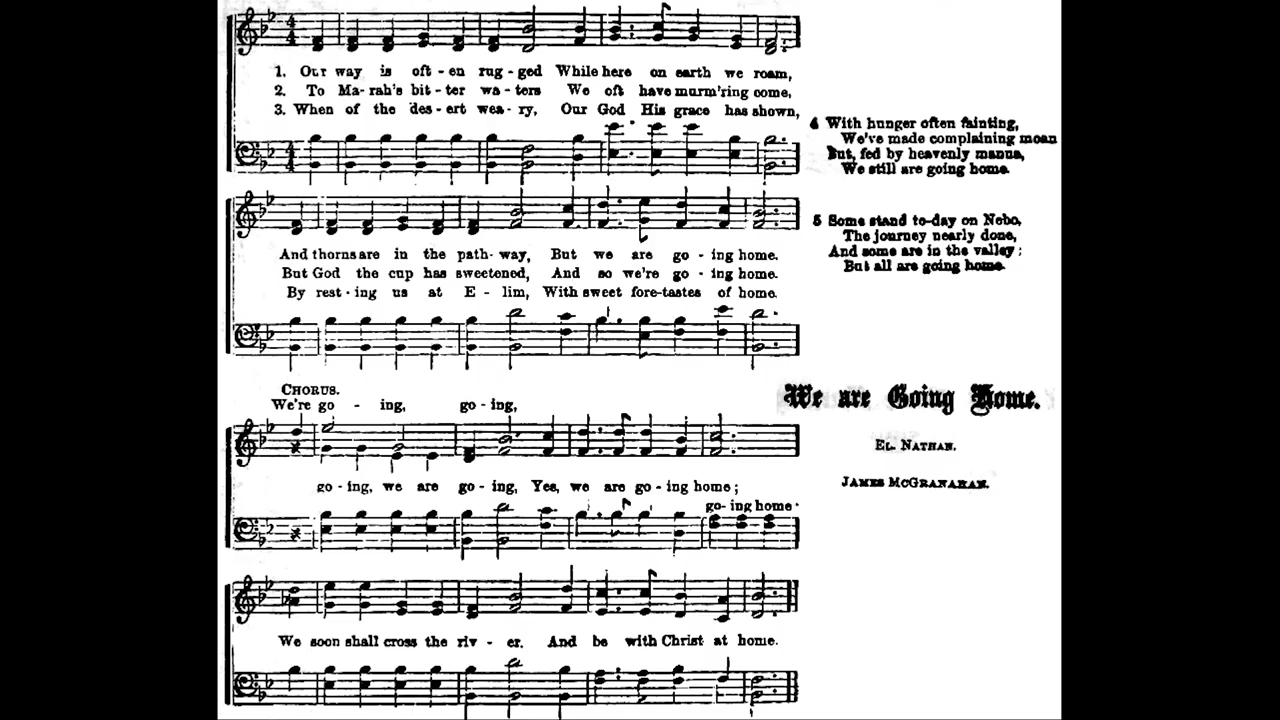 1. Our way is oft - en rug - ged While here on earth we roam,
2. To Ma - rah's bit - ter wa - ters We oft have murm'ring come,
3. When of the des - ert wea - ry, Our God His grace has shown,
4 With hunger often fainting,
We've made complaining moan
But, fed by heavenly manna,
We still are going home.
And thorns are in the path - way, But we are go - ing home.
But God the cup has sweetened, And so we're go - ing home.
By rest - ing us at E - lim, With sweet fore-tastes of home.
5 Some stand to-day on Nebo,
The journey nearly done,
And some are in the valley;
But all are going home.
CHORUS.
We're go - ing, go - ing,
go - ing, we are go - ing, Yes, we are go - ing home;
go - ing home.
We are Going Home.
EL NATHAN.
JAMES MCGRANAHAN.
We soon shall cross the riv - er. And be with Christ at home.